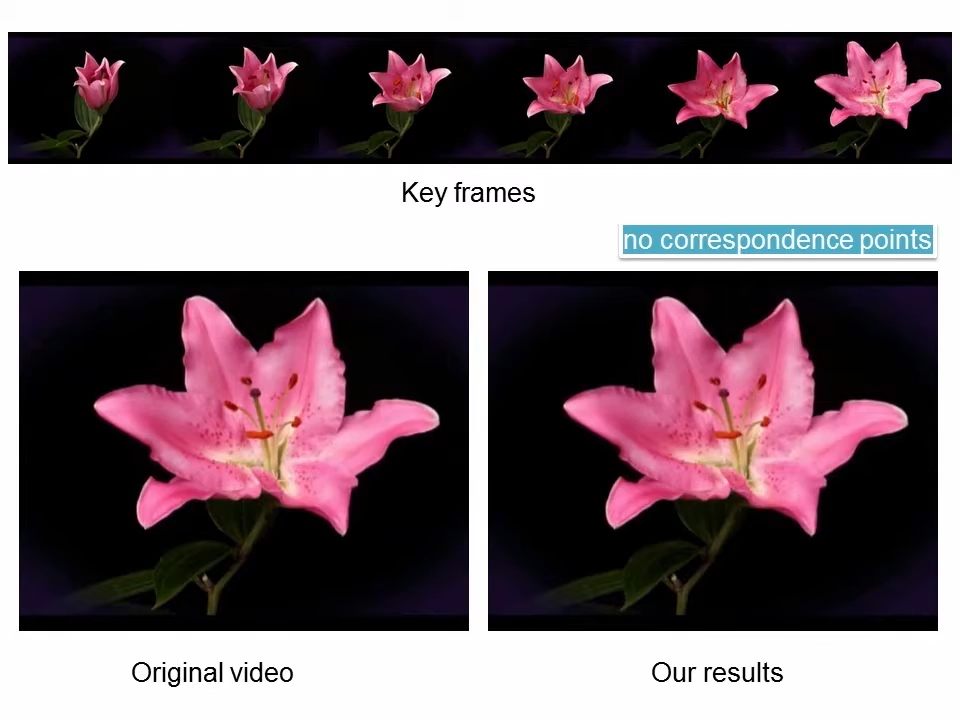 Key frames
no correspondence points
Original video
Our results